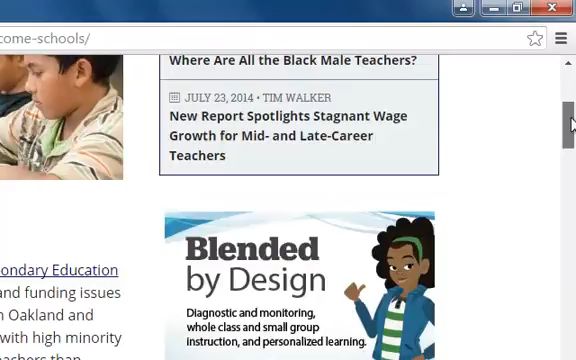 come-schools/
Where Are All the Black Male Teachers?
JULY 23, 2014 • TIM WALKER
New Report Spotlights Stagnant Wage
Growth for Mid- and Late-Career
Teachers
Blended
by Design
Diagnostic and monitoring,
whole class and small group
instruction, and personalized learning.
ondary Education
and funding issues
n Oakland and
with high minority